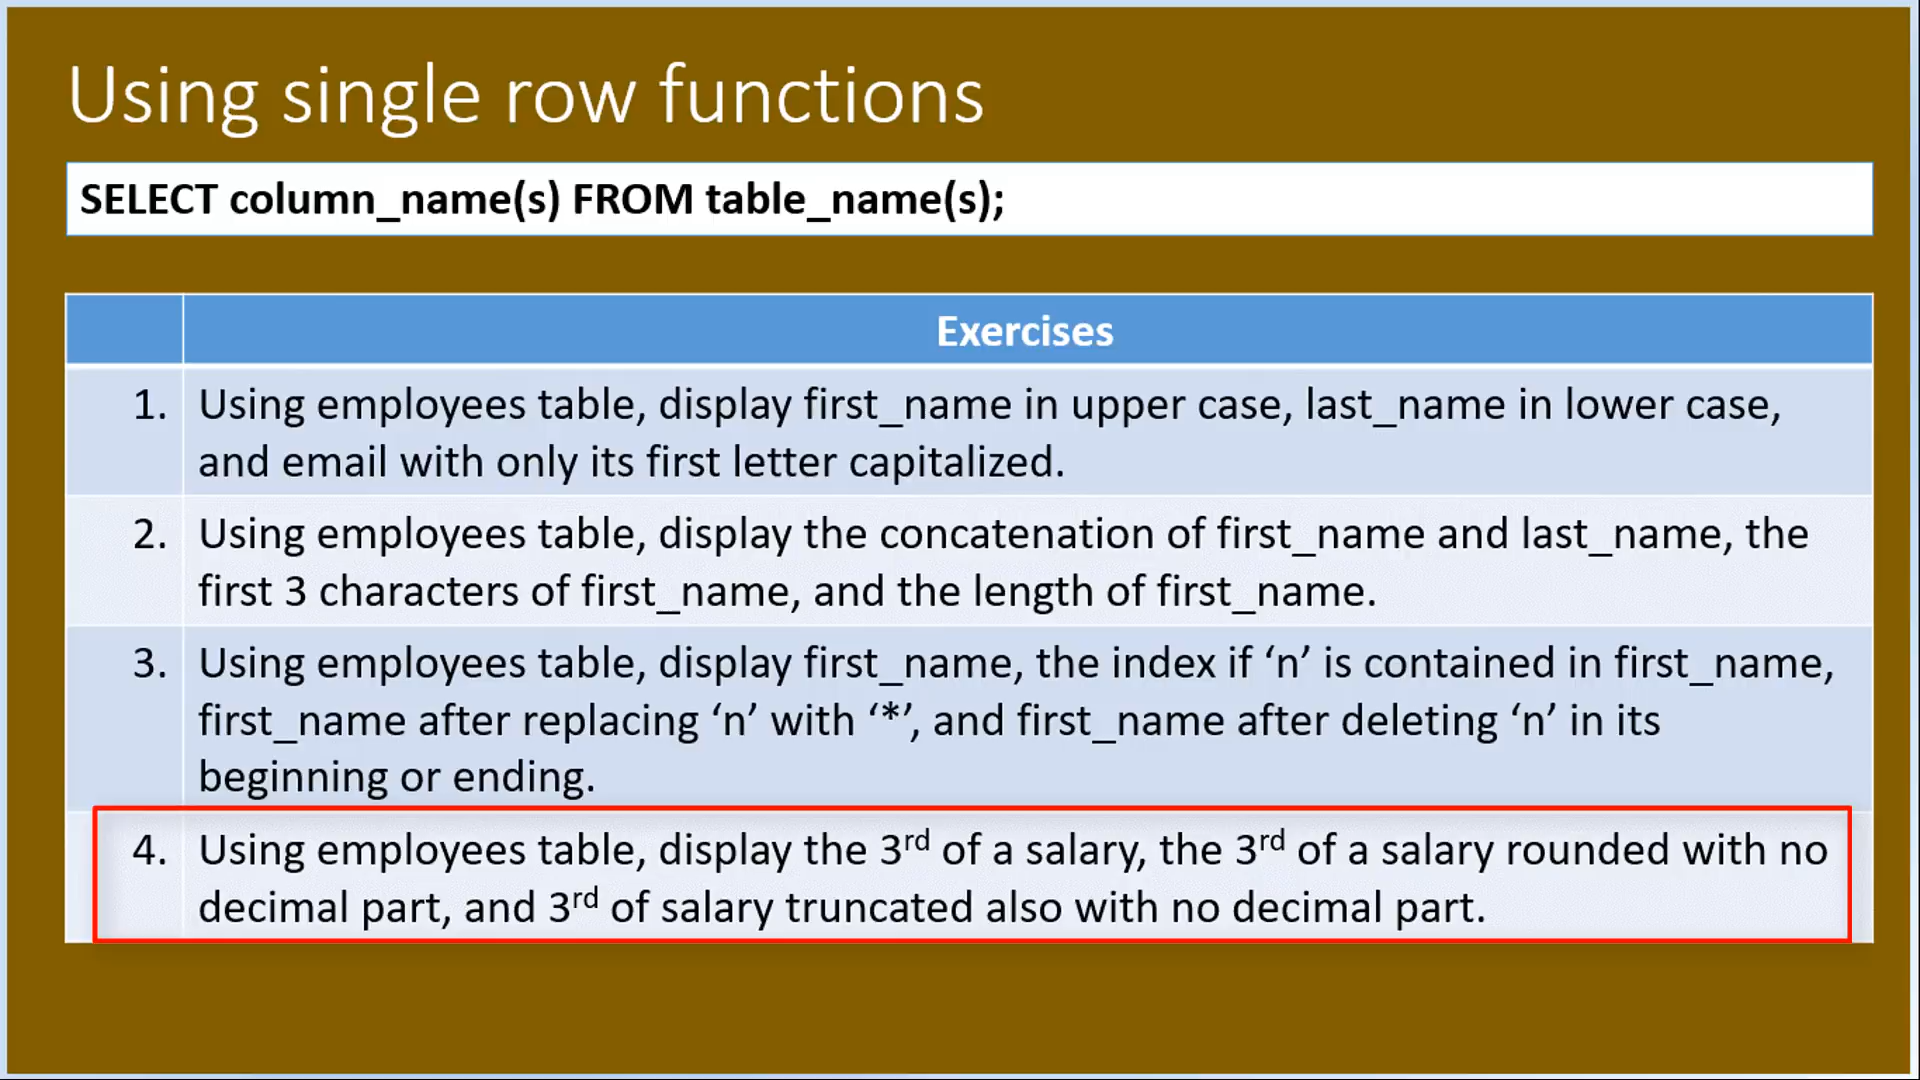 Using single row functions
SELECT column_name(s) FROM table_name(s);
Exercises
1. Using employees table, display first_name in upper case, last_name in lower case,
and email with only its first letter capitalized.
2. Using employees table, display the concatenation of first_name and last_name, the
first 3 characters of first_name, and the length of first_name.
3. Using employees table, display first_name, the index if ‘n’ is contained in first_name,
first_name after replacing ‘n’ with ‘*’, and first_name after deleting ‘n’ in its
beginning or ending.
4. Using employees table, display the 3rd of a salary, the 3rd of a salary rounded with no
decimal part, and 3rd of salary truncated also with no decimal part.